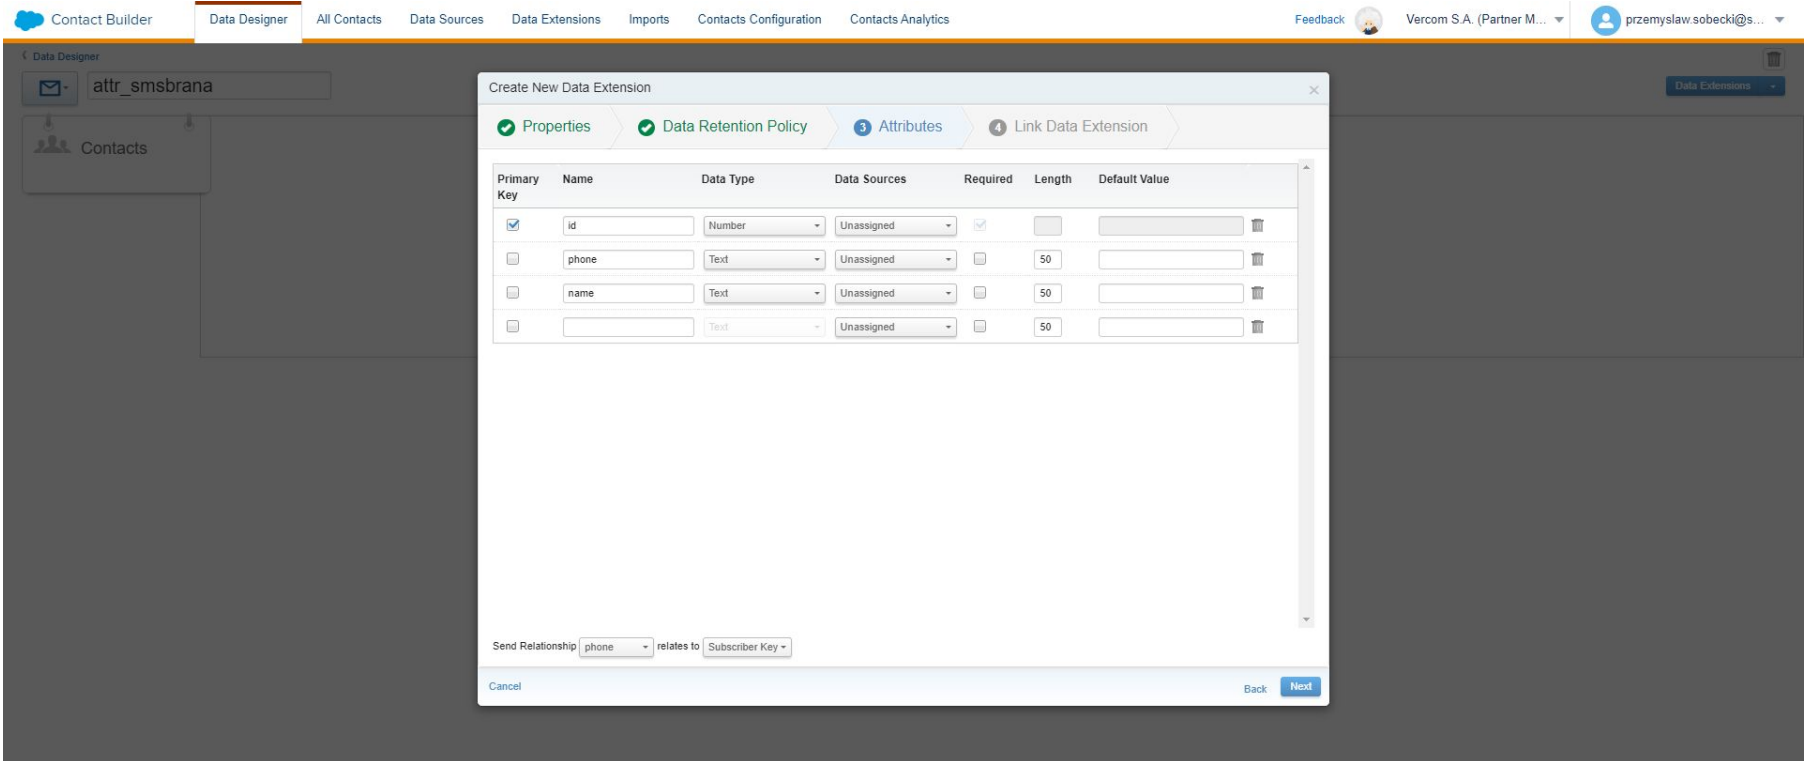 Contact Builder Data Designer All Contacts Data Sources Data Extensions Imports Contacts Configuration Contacts Analytics Feedback Vercom S.A. (Partner M... przemyslaw.sobecki@s...
Data Designer
attr_smsbrana Data Extensions
Contacts
Create New Data Extension
Properties Data Retention Policy 3 Attributes 4 Link Data Extension
Primary Key Name Data Type Data Sources Required Length Default Value
id Number Unassigned
phone Text Unassigned 50
name Text Unassigned 50
Text Unassigned 50
Send Relationship phone relates to Subscriber Key
Cancel Back Next